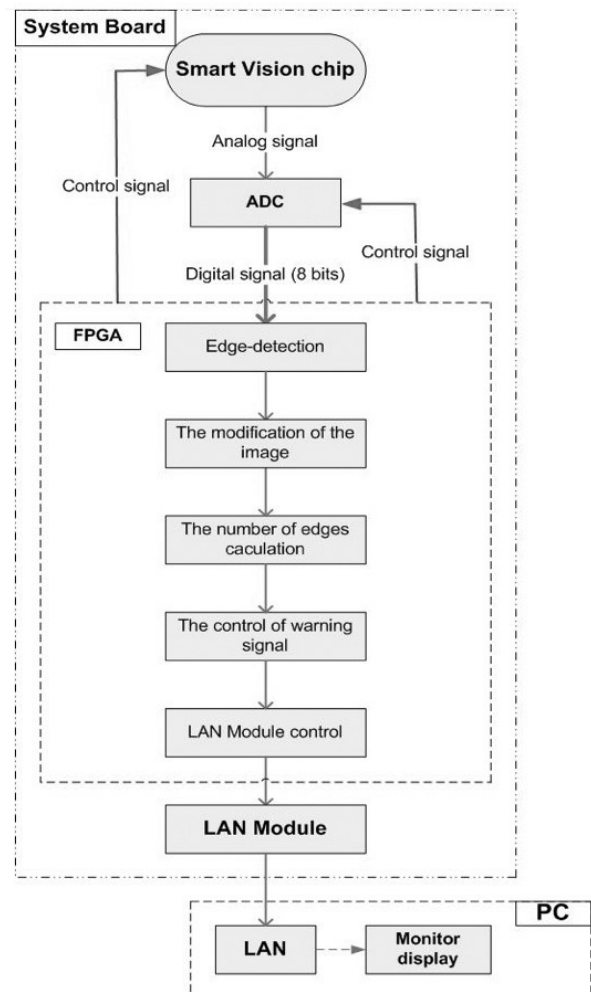 System Board
Smart Vision chip
Analog signal
Control signal
ADC
Control signal
Digital signal (8 bits)
FPGA
Edge-detection
The modification of the
image
The number of edges
caculation
The control of warning
signal
LAN Module control
LAN Module
PC
LAN
Monitor
display